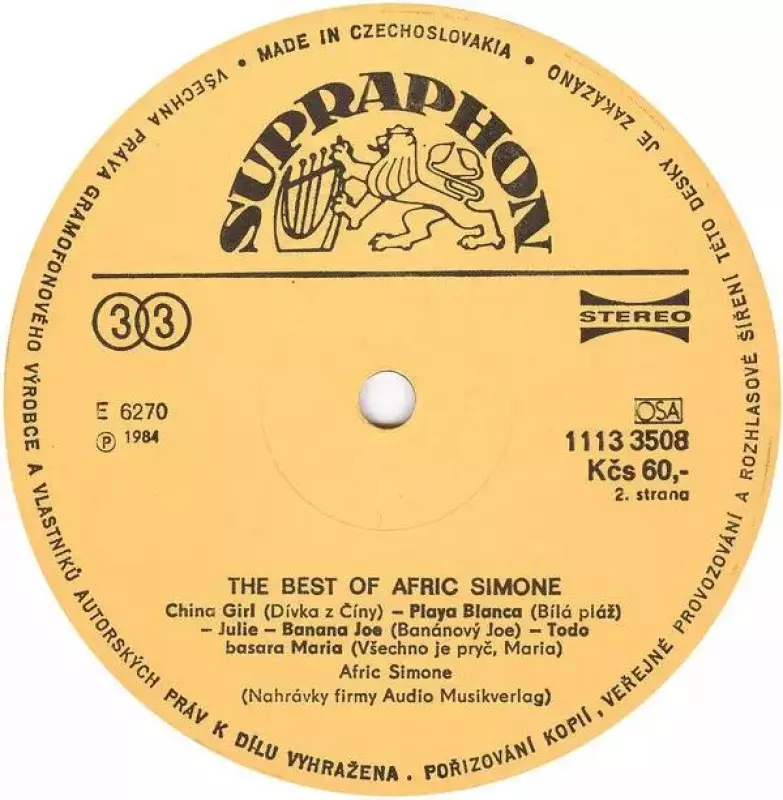 • MADE IN CZECHOSLOVAKIA •
VŠECHNA PRÁVA GRAMOFONOVÉHO VÝROBCE A VLASTNÍKŮ AUTORSKÝCH PRÁV K DÍLU VYHRAŽENA. POŘIZOVÁNÍ KOPIÍ, VEŘEJNÉ PROVOZOVÁNÍ A ROZHLASOVÉ ŠÍŘENÍ TÉTO DESKY JE ZAKÁZÁNO
SUPRAPHON
33
STEREO
E 6270
Ⓟ 1984
OSA
1113 3508
Kčs 60,-
2. strana
THE BEST OF AFRIC SIMONE
China Girl (Dívka z Číny) – Playa Blanca (Bílá pláž)
– Julie – Banana Joe (Banánový Joe) – Todo
basara Maria (Všechno je pryč, Maria)
Afric Simone
(Nahrávky firmy Audio Musikverlag)